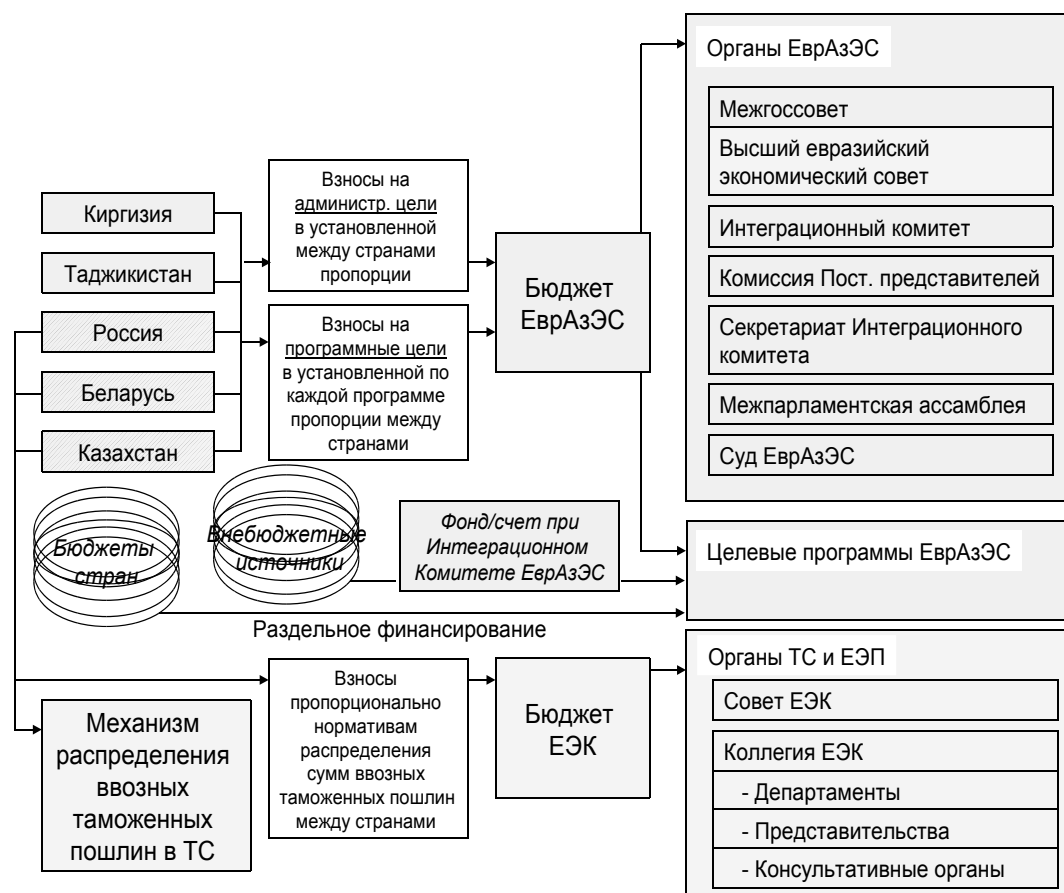 Киргизия
Таджикистан
Россия
Беларусь
Казахстан
Взносы на
администр. цели
в установленной
между странами
пропорции
Взносы на
программные цели
в установленной по
каждой программе
пропорции между
странами
Бюджет
ЕврАзЭС
Органы ЕврАзЭС
Межгоссовет
Высший евразийский
экономический совет
Интеграционный комитет
Комиссия Пост. представителей
Секретариат Интеграционного
комитета
Межпарламентская ассамблея
Суд ЕврАзЭС
Бюджеты
стран
Внебюджетные
источники
Фонд/счет при
Интеграционном
Комитете ЕврАзЭС
Целевые программы ЕврАзЭС
Раздельное финансирование
Механизм
распределения
ввозных
таможенных
пошлин в ТС
Взносы
пропорционально
нормативам
распределения
сумм ввозных
таможенных пошлин
между странами
Бюджет
ЕЭК
Органы ТС и ЕЭП
Совет ЕЭК
Коллегия ЕЭК
- Департаменты
- Представительства
- Консультативные органы